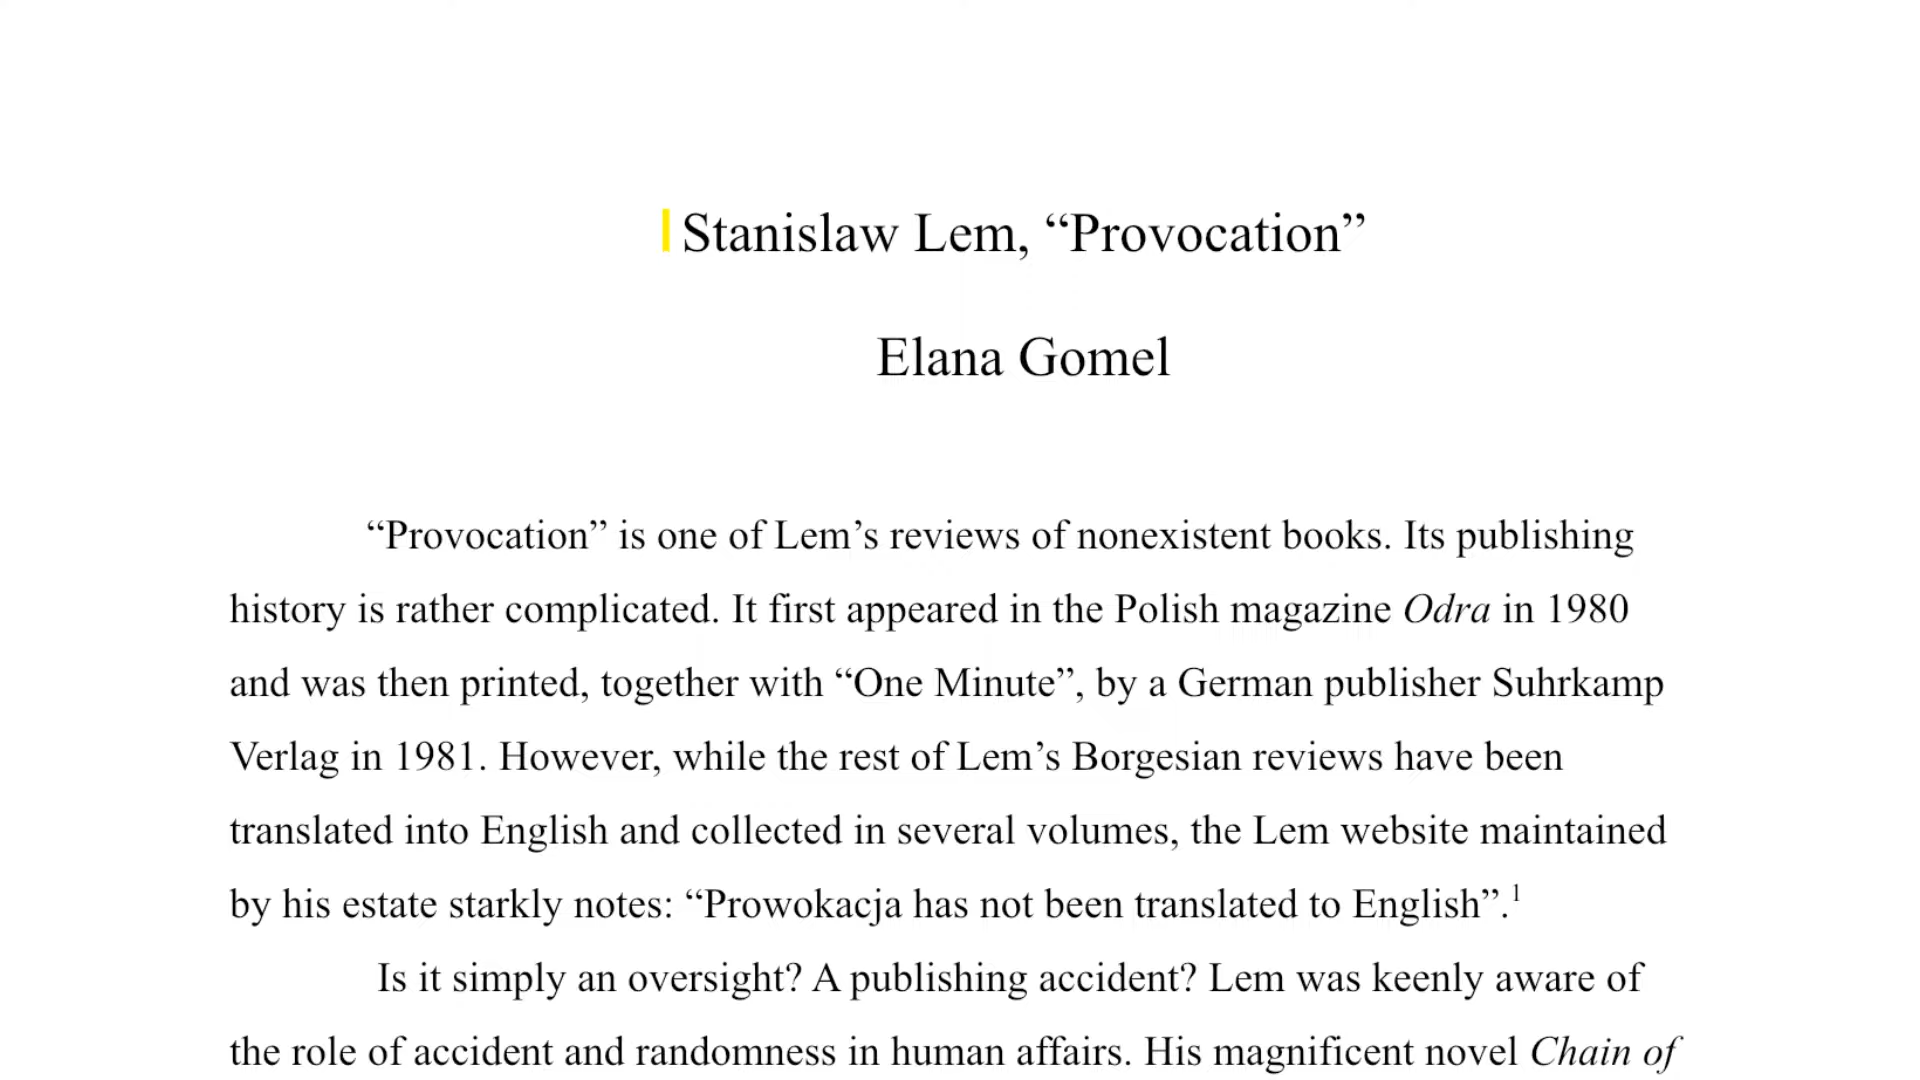 Stanislaw Lem, “Provocation”
Elana Gomel
“Provocation” is one of Lem’s reviews of nonexistent books. Its publishing
history is rather complicated. It first appeared in the Polish magazine Odra in 1980
and was then printed, together with “One Minute”, by a German publisher Suhrkamp
Verlag in 1981. However, while the rest of Lem’s Borgesian reviews have been
translated into English and collected in several volumes, the Lem website maintained
by his estate starkly notes: “Prowokacja has not been translated to English”.¹
Is it simply an oversight? A publishing accident? Lem was keenly aware of
the role of accident and randomness in human affairs. His magnificent novel Chain of